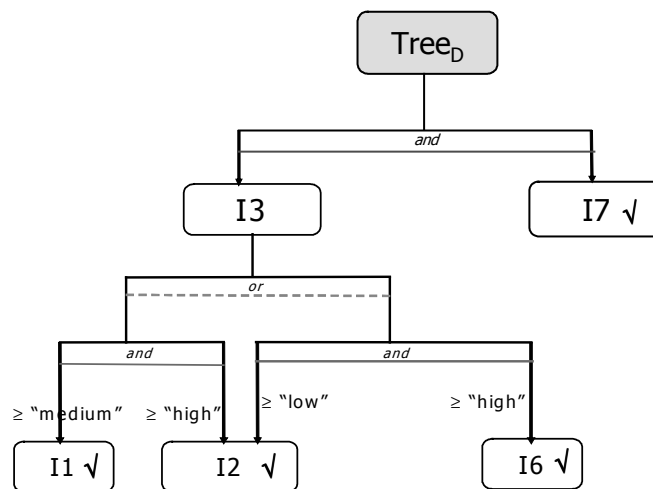 Tree_D
and
I3
I7 √
or
and
and
≥ “medium”
≥ “high”
≥ “low”
≥ “high”
I1 √
I2 √
I6 √